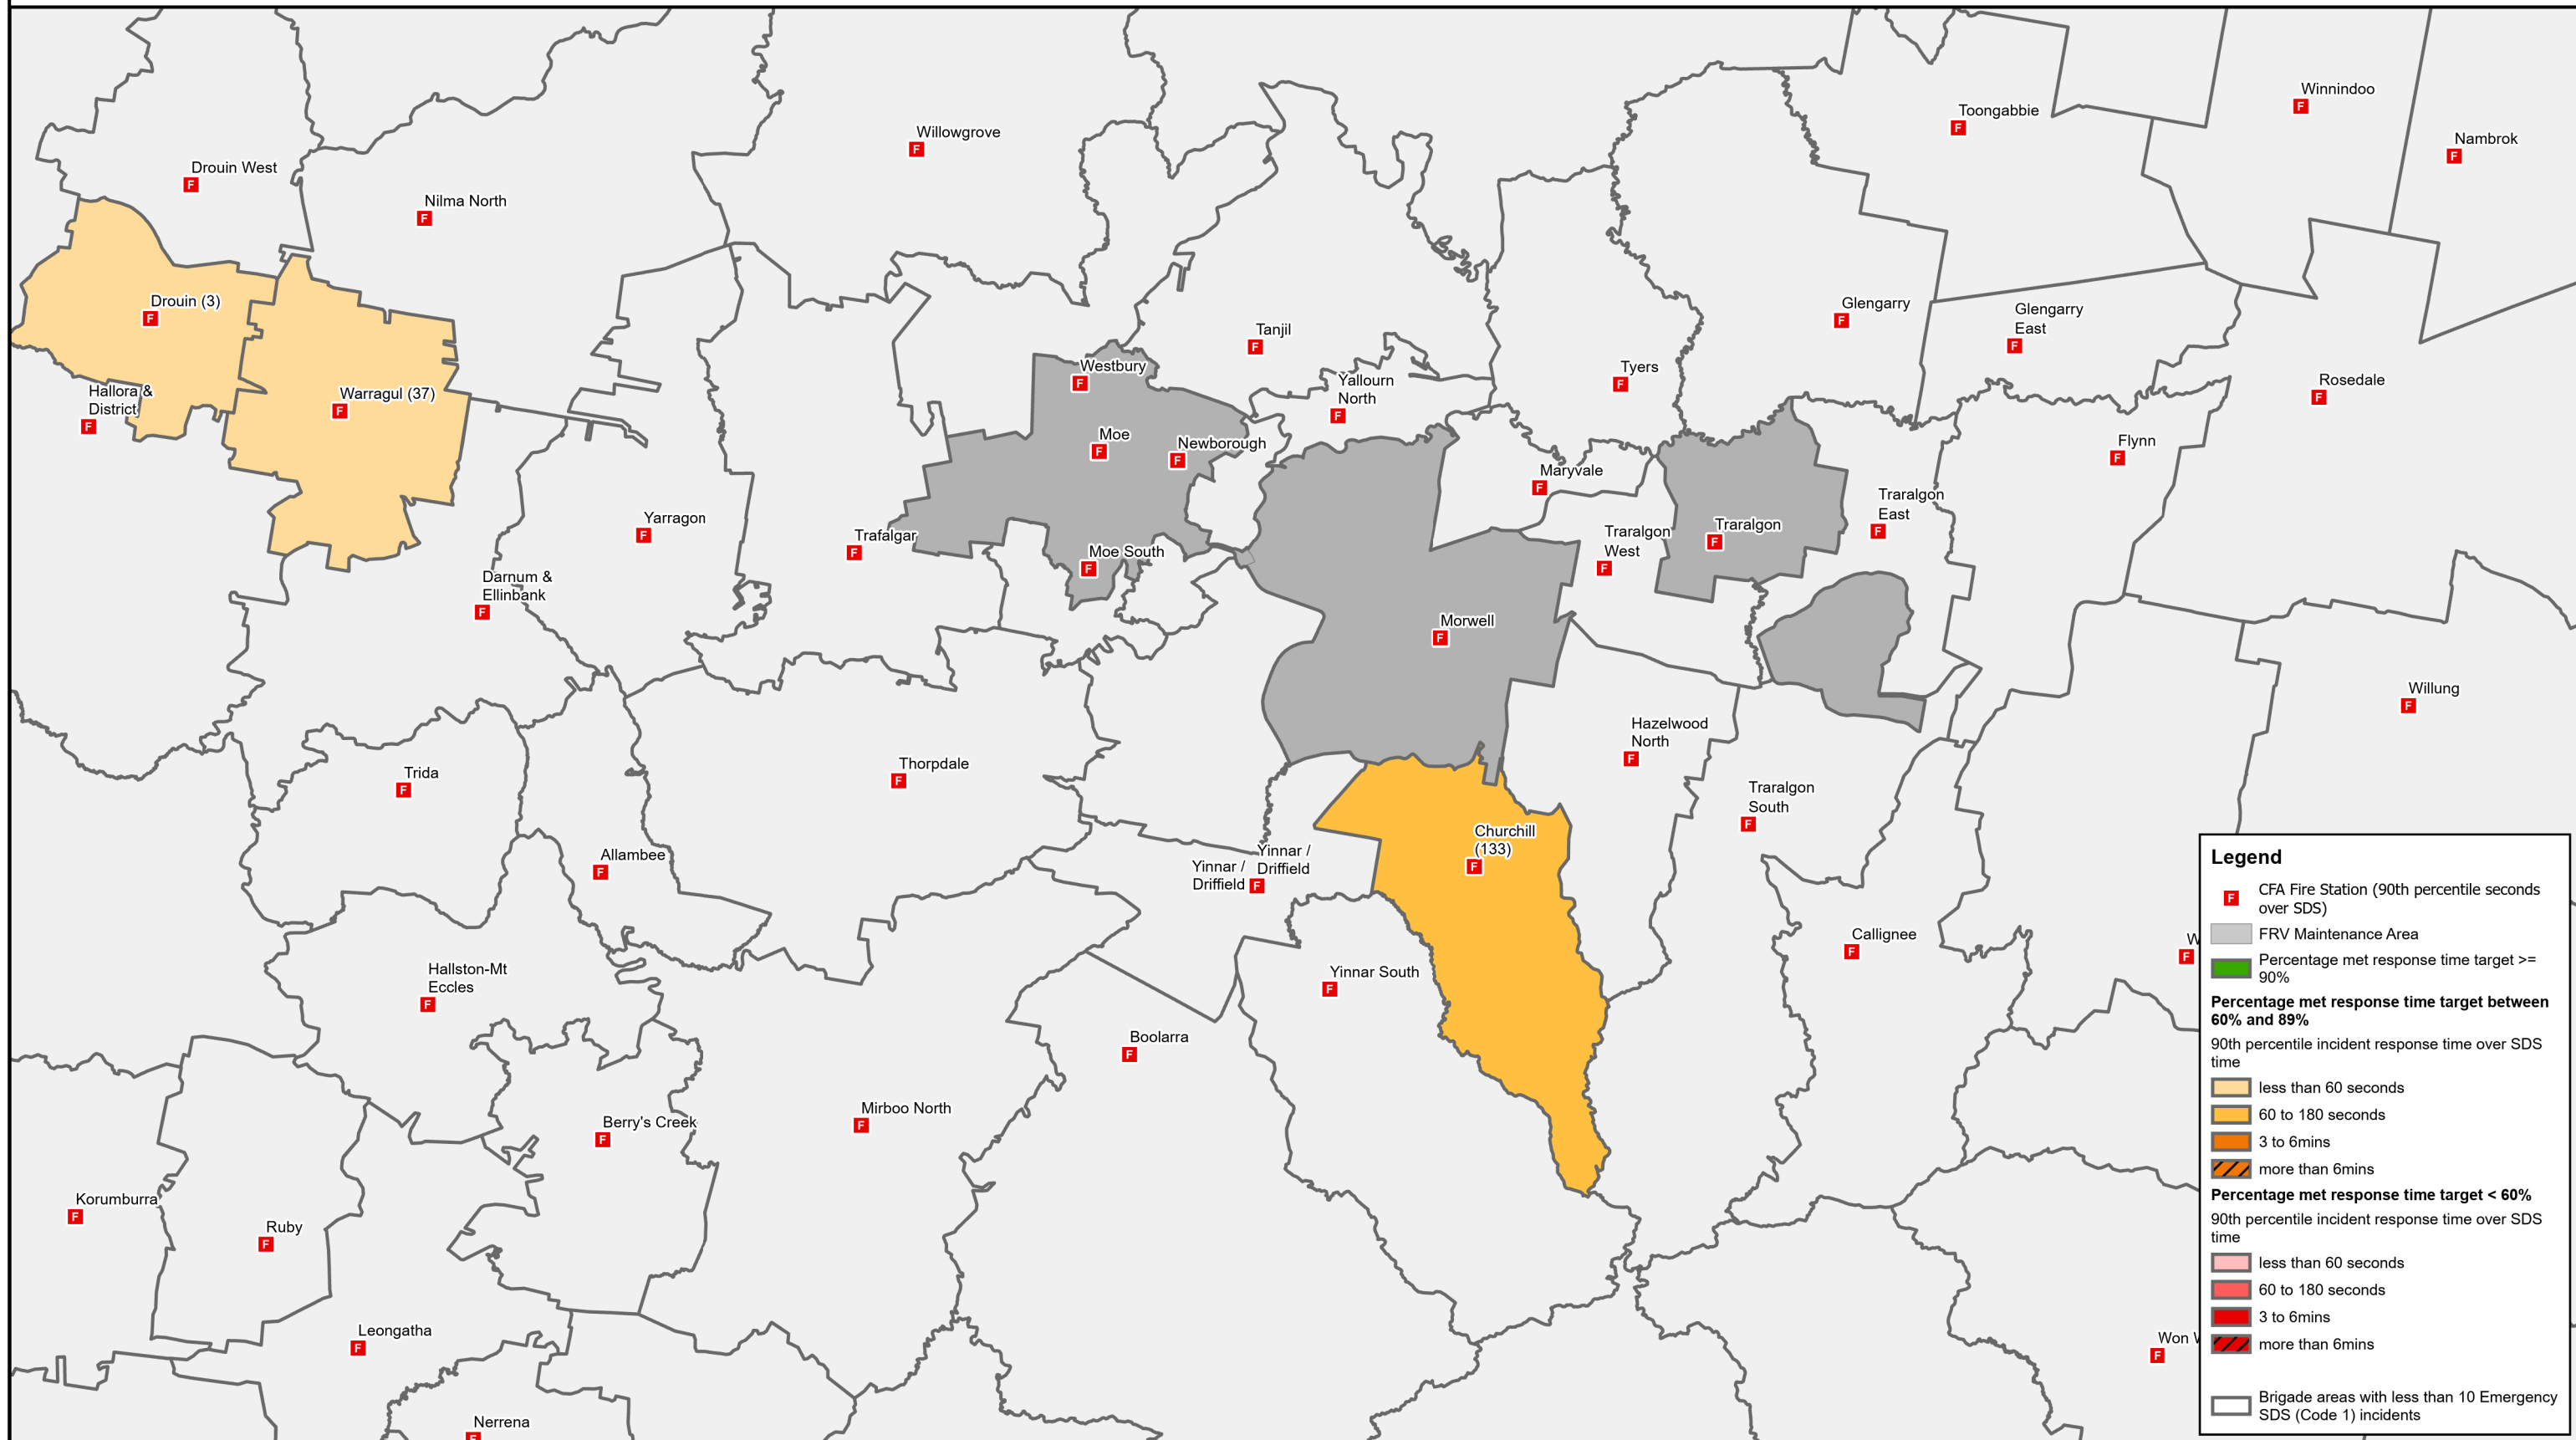 Winnindoo
Toongabbie
Willowgrove
Nambrok
Drouin West
Nilma North
Drouin (3)
Glengarry
Glengarry
East
Tanjil
Westbury
Tyers
Yallourn
North
Rosedale
Hallora &
District
Warragul (37)
Moe
Newborough
Flynn
Maryvale
Traralgon
East
Yarragon
Traralgon
Traralgon
West
Trafalgar
Moe South
Darnum &
Ellinbank
Morwell
Willung
Hazelwood
North
Thorpdale
Trida
Traralgon
South
Churchill
(133)
Allambee
Yinnar /
Driffield
Yinnar /
Driffield
Callignee
W
Hallston-Mt
Eccles
Yinnar South
Boolarra
Mirboo North
Berry's Creek
Korumburra
Ruby
Leongatha
Won
Nerrena
Legend
F CFA Fire Station (90th percentile seconds
over SDS)
FRV Maintenance Area
Percentage met response time target >=
90%
Percentage met response time target between
60% and 89%
90th percentile incident response time over SDS
time
less than 60 seconds
60 to 180 seconds
3 to 6mins
more than 6mins
Percentage met response time target < 60%
90th percentile incident response time over SDS
time
less than 60 seconds
60 to 180 seconds
3 to 6mins
more than 6mins
Brigade areas with less than 10 Emergency
SDS (Code 1) incidents